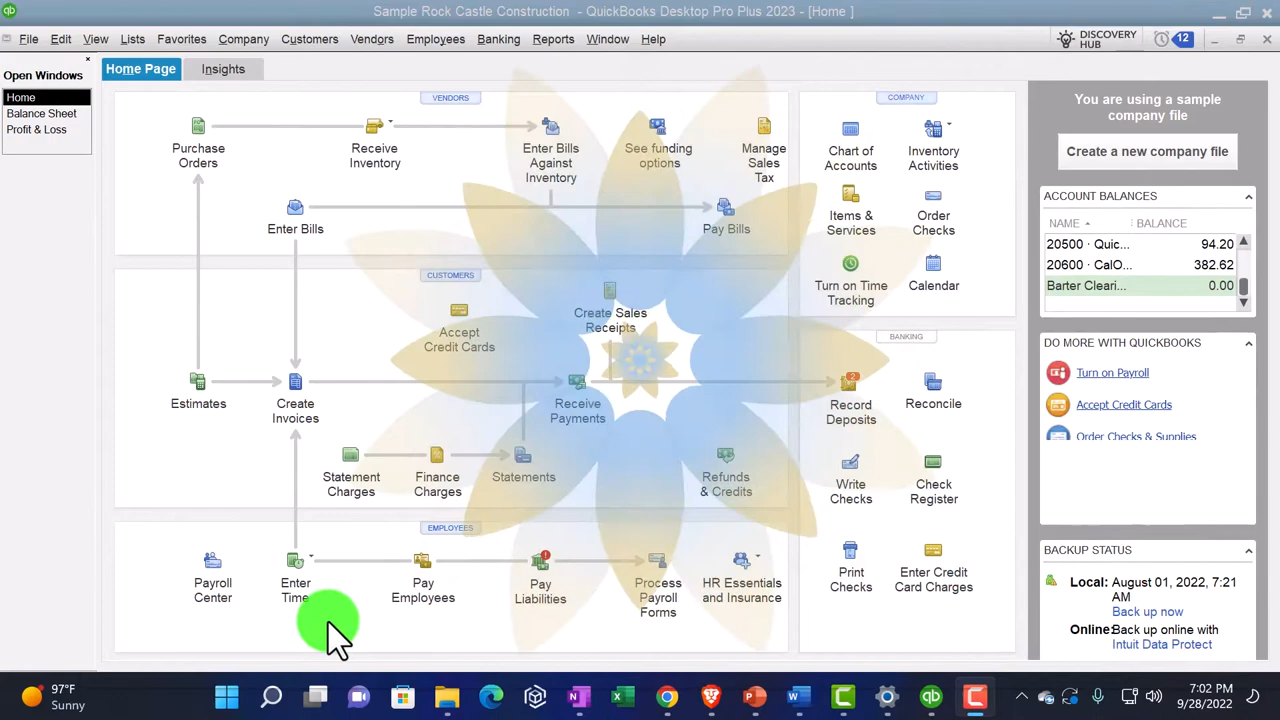 Sample Rock Castle Construction - QuickBooks Desktop Pro Plus 2023 - [Home ]
File Edit View Lists Favorites Company Customers Vendors Employees Banking Reports Window Help
DISCOVERY
HUB
12
Open Windows
Home
Balance Sheet
Profit & Loss
Home Page
Insights
VENDORS
Purchase
Orders
Receive
Inventory
Enter Bills
Against
Inventory
See funding
options
Manage
Sales
Tax
Enter Bills
Pay Bills
CUSTOMERS
Create Sales
Receipts
Accept
Credit Cards
Estimates
Create
Invoices
Receive
Payments
Statement
Charges
Finance
Charges
Statements
Refunds
& Credits
EMPLOYEES
Payroll
Center
Enter
Time
Pay
Employees
Pay
Liabilities
Process
Payroll
Forms
HR Essentials
and Insurance
COMPANY
Chart of
Accounts
Inventory
Activities
Items &
Services
Order
Checks
Turn on Time
Tracking
Calendar
BANKING
2
Record
Deposits
Reconcile
Write
Checks
Check
Register
Print
Checks
Enter Credit
Card Charges
You are using a sample
company file
Create a new company file
ACCOUNT BALANCES
NAME BALANCE
20500 · Quic... 94.20
20600 · CalO... 382.62
Barter Cleari... 0.00
DO MORE WITH QUICKBOOKS
Turn on Payroll
Accept Credit Cards
Order Checks & Supplies
BACKUP STATUS
Local: August 01, 2022, 7:21
AM
Back up now
Online: Back up online with
Intuit Data Protect
97°F
Sunny
7:02 PM
9/28/2022